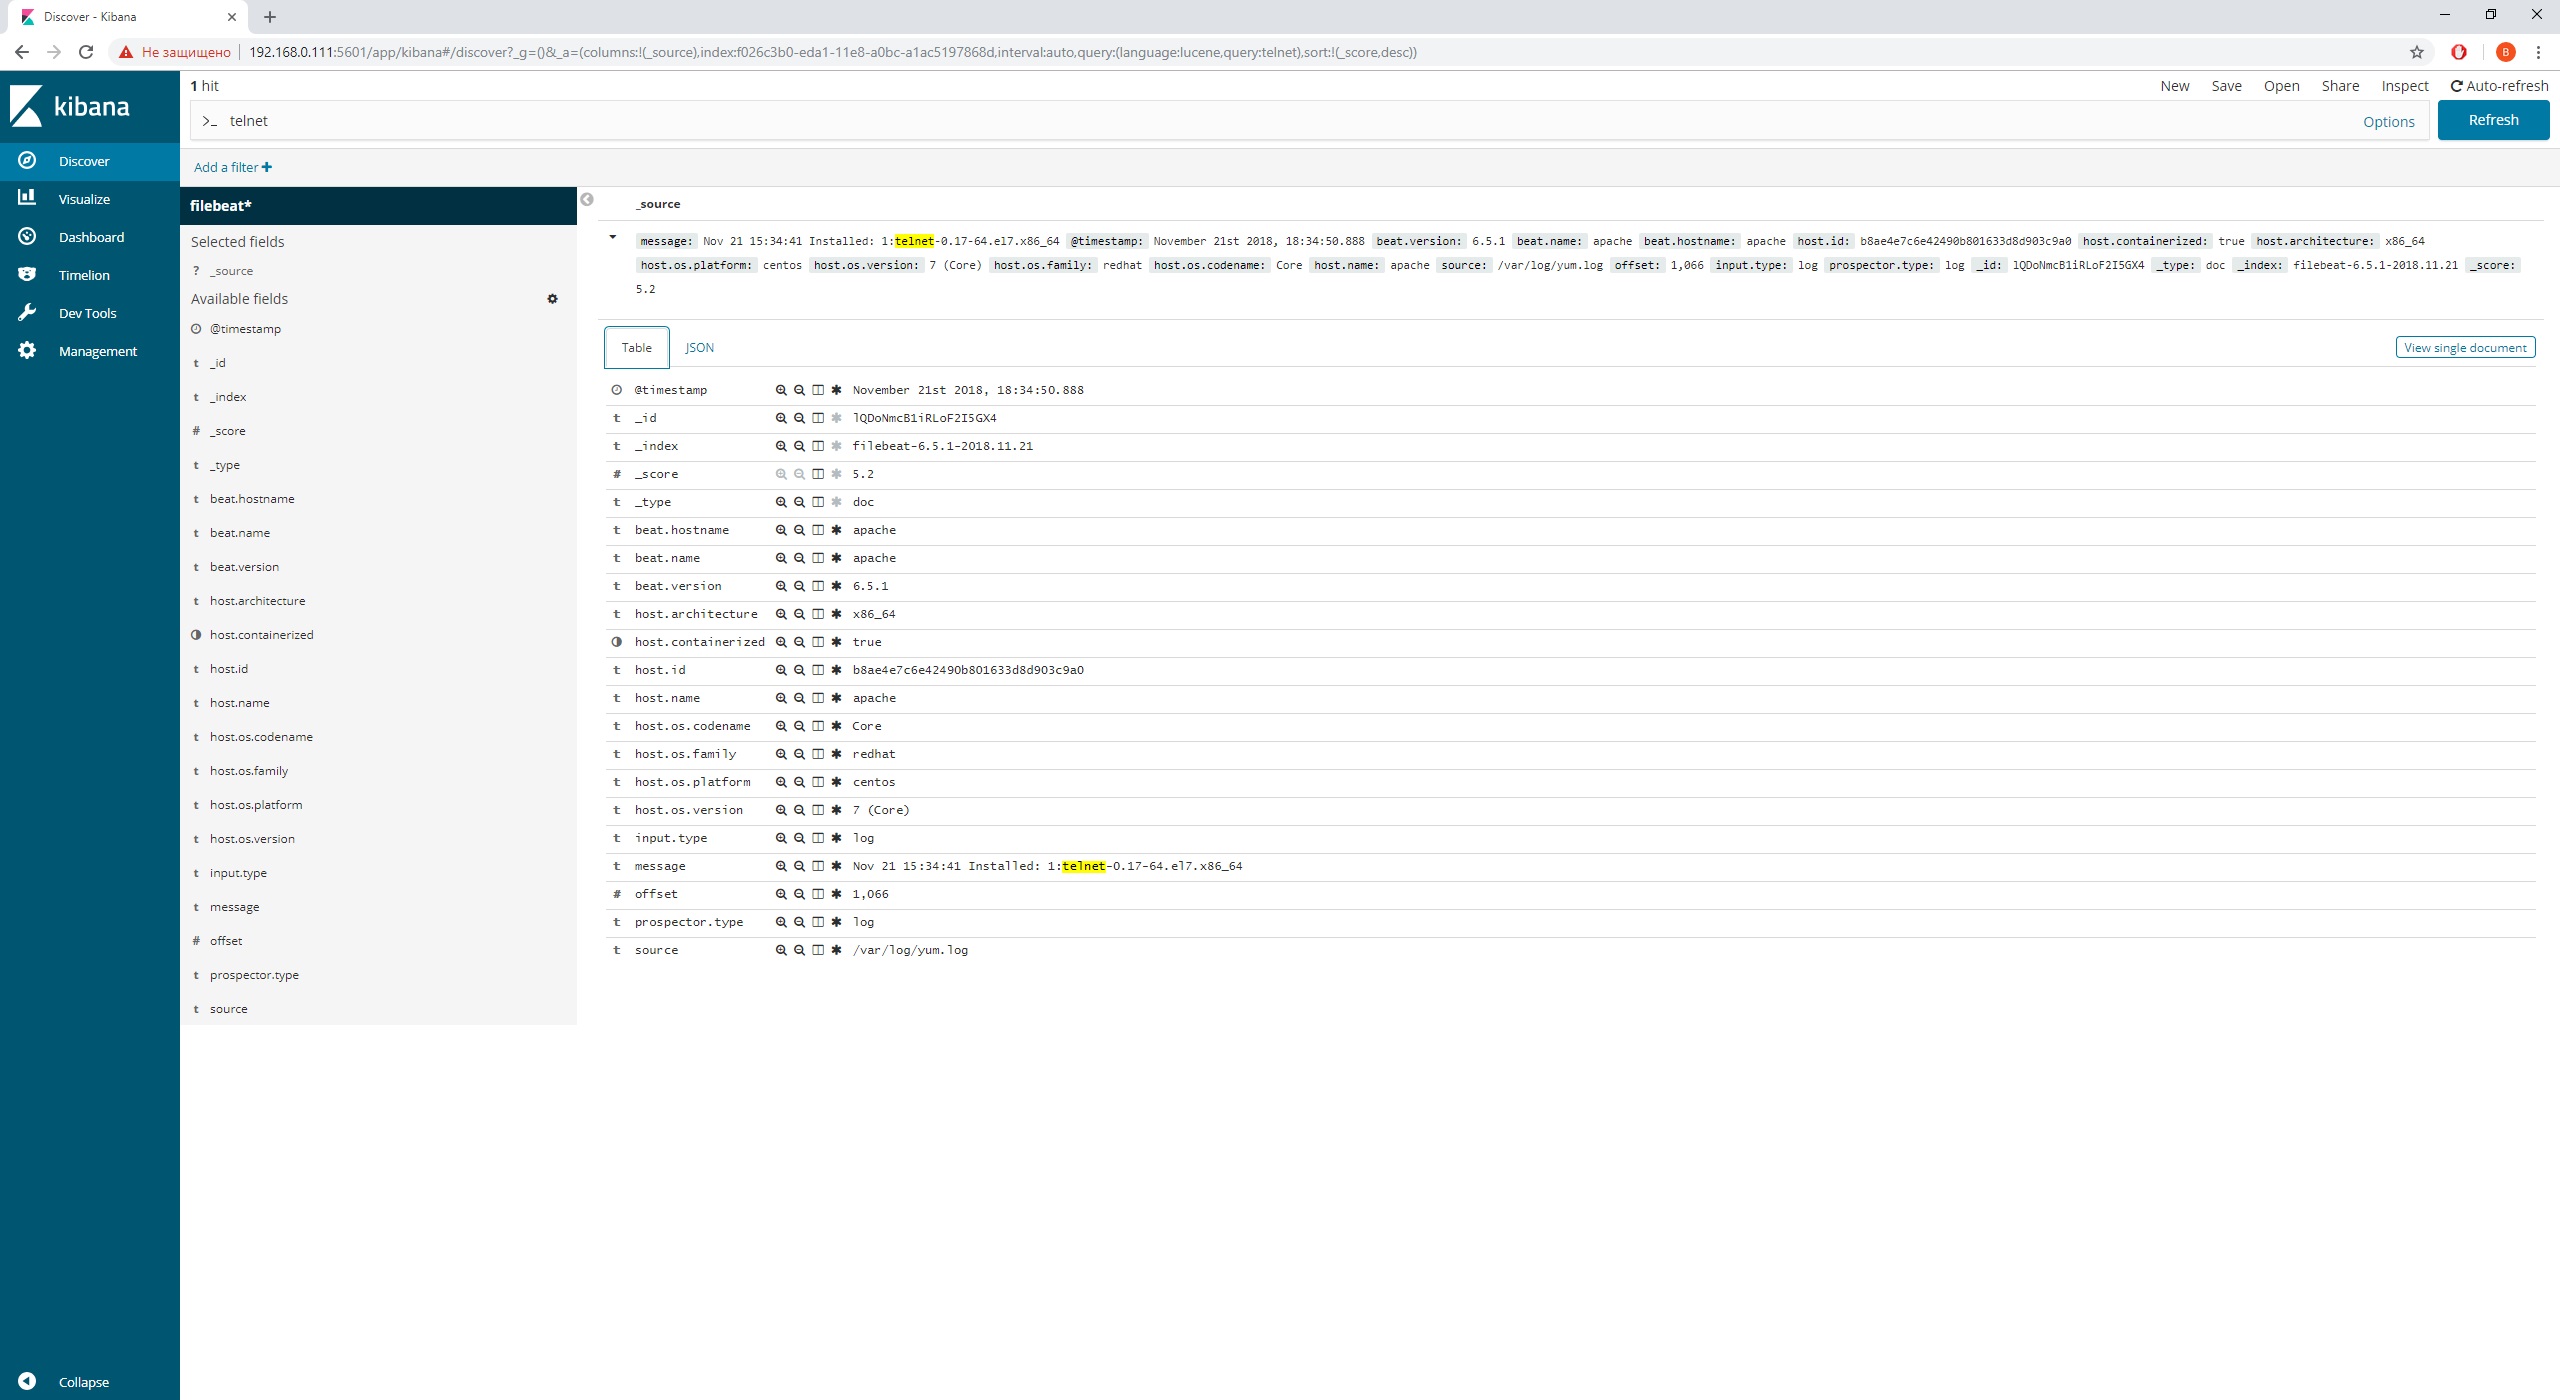 Discover - Kibana
Не защищено 192.168.0.111:5601/app/kibana#/discover?_g=()&_a=(columns:!(_source),index:f026c3b0-eda1-11e8-a0bc-a1ac5197868d,interval:auto,query:(language:lucene,query:telnet),sort:!(_score,desc))
B
kibana
Discover
Visualize
Dashboard
Timelion
Dev Tools
Management
Collapse
1 hit
New Save Open Share Inspect Auto-refresh
>_ telnet
Options Refresh
Add a filter +
filebeat*
Selected fields
? _source
Available fields
@timestamp
t _id
t _index
# _score
t _type
t beat.hostname
t beat.name
t beat.version
t host.architecture
host.containerized
t host.id
t host.name
t host.os.codename
t host.os.family
t host.os.platform
t host.os.version
t input.type
t message
# offset
t prospector.type
t source
_source
message: Nov 21 15:34:41 Installed: 1:telnet-0.17-64.el7.x86_64 @timestamp: November 21st 2018, 18:34:50.888 beat.version: 6.5.1 beat.name: apache beat.hostname: apache host.id: b8ae4e7c6e42490b801633d8d903c9a0 host.containerized: true host.architecture: x86_64
host.os.platform: centos host.os.version: 7 (Core) host.os.family: redhat host.os.codename: Core host.name: apache source: /var/log/yum.log offset: 1,066 input.type: log prospector.type: log _id: lQDoNmcB1iRLoF2I5GX4 _type: doc _index: filebeat-6.5.1-2018.11.21 _score:
5.2
Table JSON
View single document
@timestamp November 21st 2018, 18:34:50.888
t _id lQDoNmcB1iRLoF2I5GX4
t _index filebeat-6.5.1-2018.11.21
# _score 5.2
t _type doc
t beat.hostname apache
t beat.name apache
t beat.version 6.5.1
t host.architecture x86_64
host.containerized true
t host.id b8ae4e7c6e42490b801633d8d903c9a0
t host.name apache
t host.os.codename Core
t host.os.family redhat
t host.os.platform centos
t host.os.version 7 (Core)
t input.type log
t message Nov 21 15:34:41 Installed: 1:telnet-0.17-64.el7.x86_64
# offset 1,066
t prospector.type log
t source /var/log/yum.log